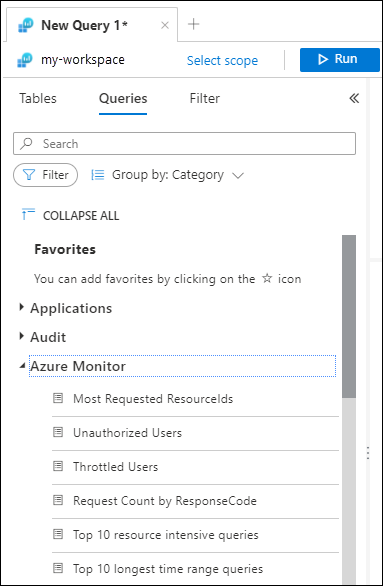 New Query 1*
my-workspace Select scope Run
Tables Queries Filter
Search
Filter Group by: Category
COLLAPSE ALL
Favorites
You can add favorites by clicking on the ☆ icon
Applications
Audit
Azure Monitor
Most Requested ResourceIds
Unauthorized Users
Throttled Users
Request Count by ResponseCode
Top 10 resource intensive queries
Top 10 longest time range queries